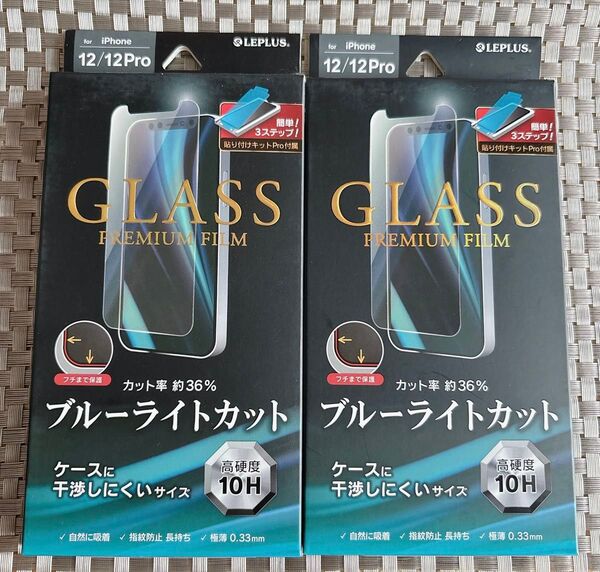 for iPhone
12/12Pro
LEPLUS®
簡単!
3ステップ!
貼り付けキットPro付属
GLASS
PREMIUM FILM
フチまで保護
カット率 約36%
ブルーライトカット
ケースに
干渉しにくいサイズ
高硬度
10H
✓ 自然に吸着 ✓ 指紋防止 長持ち ✓ 極薄 0.33mm
for iPhone
12/12Pro
LEPLUS®
簡単!
3ステップ!
貼り付けキットPro付属
GLASS
PREMIUM FILM
フチまで保護
カット率 約36%
ブルーライトカット
ケースに
干渉しにくいサイズ
高硬度
10H
✓ 自然に吸着 ✓ 指紋防止 長持ち ✓ 極薄 0.33mm